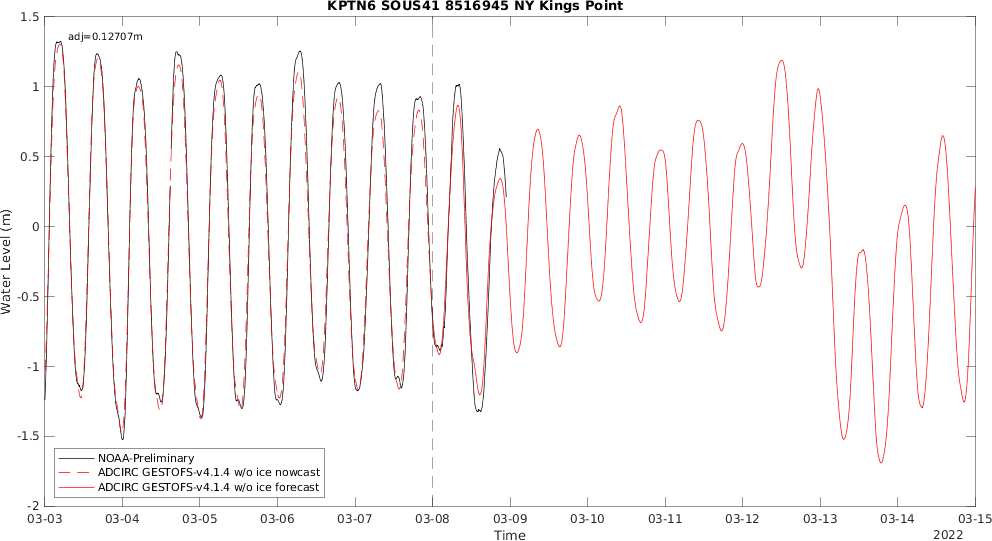 KPTN6 SOUS41 8516945 NY Kings Point
adj=0.12707m
1.5
1
0.5
0
-0.5
-1
-1.5
-2
Water Level (m)
NOAA-Preliminary
ADCIRC GESTOFS-v4.1.4 w/o ice nowcast
ADCIRC GESTOFS-v4.1.4 w/o ice forecast
03-03 03-04 03-05 03-06 03-07 03-08 03-09 03-10 03-11 03-12 03-13 03-14 03-15
Time
2022